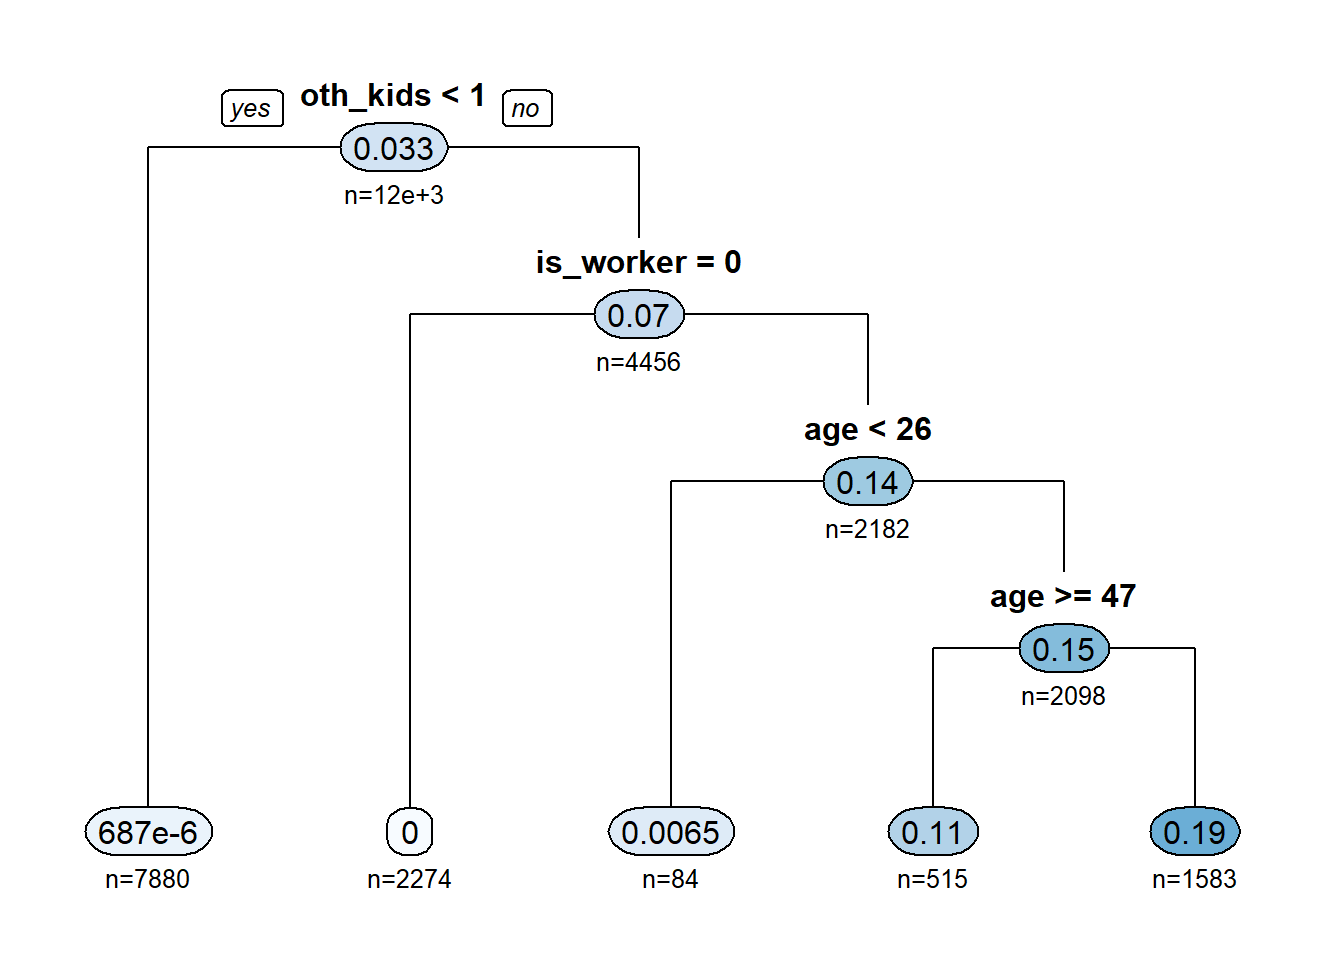 yes oth_kids < 1 no
0.033
n=12e+3
is_worker = 0
0.07
n=4456
age < 26
0.14
n=2182
age >= 47
0.15
n=2098
687e-6 0 0.0065 0.11 0.19
n=7880 n=2274 n=84 n=515 n=1583